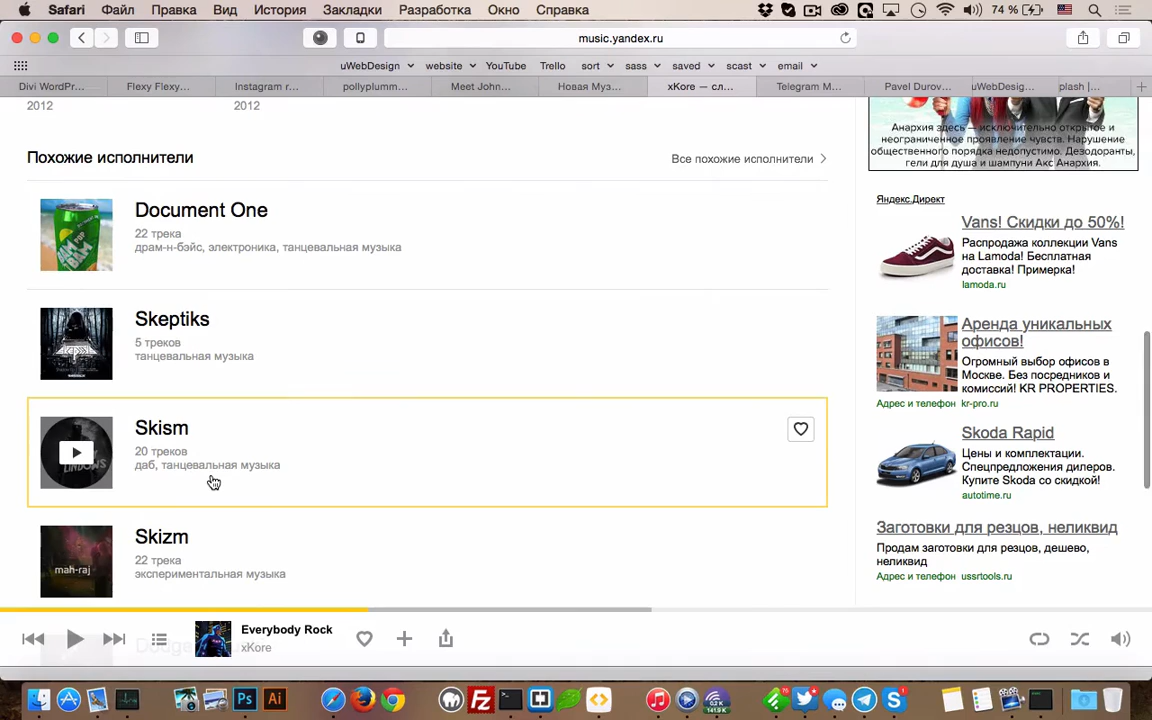 Safari Файл Правка Вид История Закладки Разработка Окно Справка 74 %
music.yandex.ru
uWebDesign website YouTube Trello sort sass saved scast email
Divi WordPr... Flexy Flexy... Instagram r... pollyplumm... Meet John... Новая Муз... xKore — сл... Telegram M... Pavel Durov... uWebDesig... plash |...
2012 2012
Похожие исполнители
Все похожие исполнители
Document One
22 трека
драм-н-бэйс, электроника, танцевальная музыка
Skeptiks
5 треков
танцевальная музыка
Skism
20 треков
даб, танцевальная музыка
Skizm
22 трека
экспериментальная музыка
mah-raj
Анархия здесь — исключительно открытое и
неограниченное проявление чувств. Нарушение
общественного порядка недопустимо. Дезодоранты,
гели для душа и шампуни Акс Анархия.
Яндекс.Директ
Vans! Скидки до 50%!
Распродажа коллекции Vans
на Lamoda! Бесплатная
доставка! Примерка!
lamoda.ru
Аренда уникальных
офисов!
Огромный выбор офисов в
Москве. Без посредников и
комиссий! KR PROPERTIES.
Адрес и телефон kr-pro.ru
Skoda Rapid
Цены и комплектации.
Спецпредложения дилеров.
Купите Skoda со скидкой!
autotime.ru
Заготовки для резцов, неликвид
Продам заготовки для резцов, дешево,
неликвид
Адрес и телефон ussrtools.ru
Everybody Rock
xKore
Ps Ai